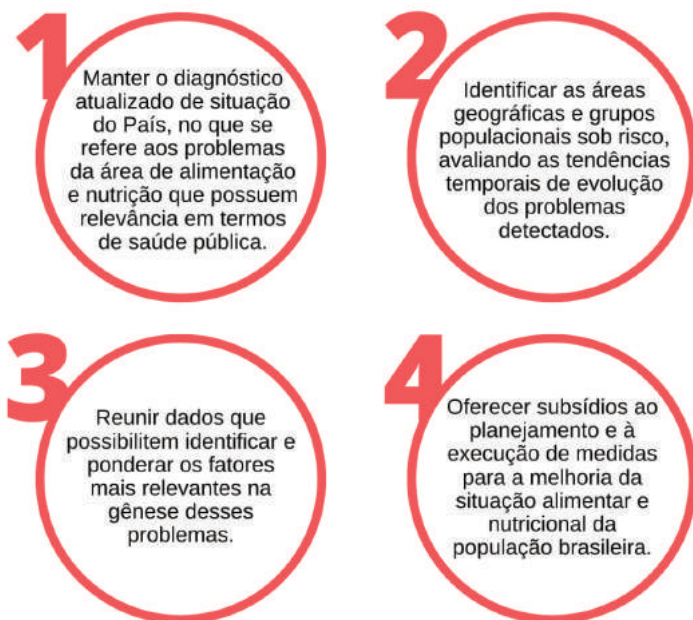 1
Manter o diagnóstico
atualizado de situação
do País, no que se
refere aos problemas
da área de alimentação
e nutrição que possuem
relevância em termos
de saúde pública.
2
Identificar as áreas
geográficas e grupos
populacionais sob risco,
avaliando as tendências
temporais de evolução
dos problemas
detectados.
3
Reunir dados que
possibilitem identificar e
ponderar os fatores
mais relevantes na
gênese desses
problemas.
4
Oferecer subsídios ao
planejamento e à
execução de medidas
para a melhoria da
situação alimentar e
nutricional da
população brasileira.